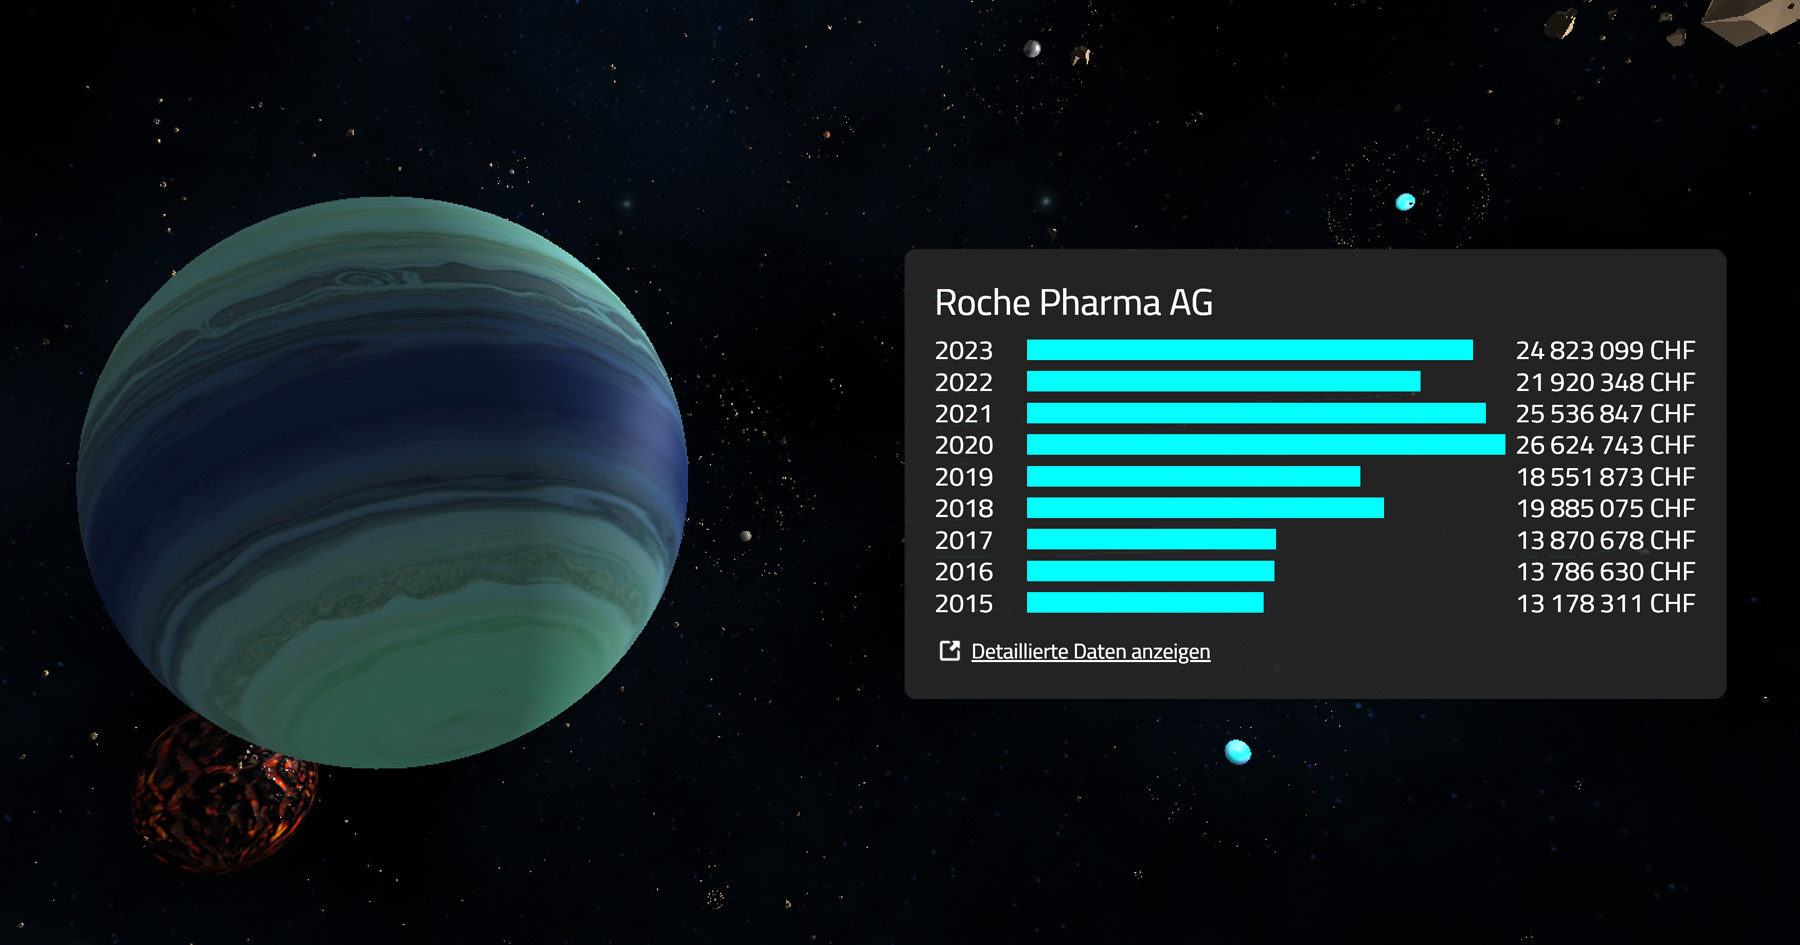 Roche Pharma AG
2023 24 823 099 CHF
2022 21 920 348 CHF
2021 25 536 847 CHF
2020 26 624 743 CHF
2019 18 551 873 CHF
2018 19 885 075 CHF
2017 13 870 678 CHF
2016 13 786 630 CHF
2015 13 178 311 CHF
Detaillierte Daten anzeigen